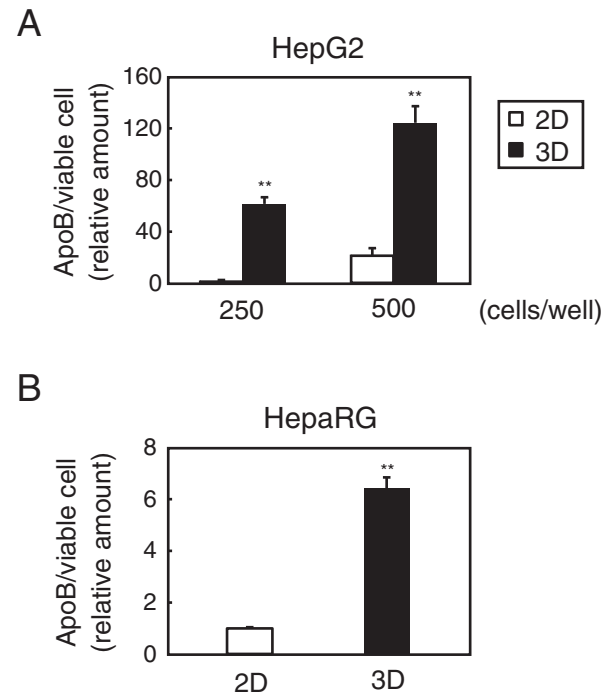 A
HepG2
ApoB/viable cell
(relative amount)
160
120
80
40
0
**
**
2D
3D
250
500
(cells/well)
B
HepaRG
ApoB/viable cell
(relative amount)
8
6
4
2
0
**
2D
3D